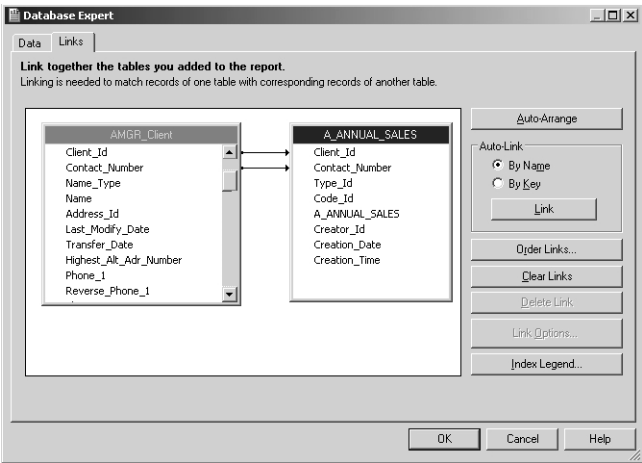 Database Expert
Data
Links
Link together the tables you added to the report.
Linking is needed to match records of one table with corresponding records of another table.
AMGR_Client
Client_Id
Contact_Number
Name_Type
Name
Address_Id
Last_Modify_Date
Transfer_Date
Highest_Alt_Adr_Number
Phone_1
Reverse_Phone_1
A_ANNUAL_SALES
Client_Id
Contact_Number
Type_Id
Code_Id
A_ANNUAL_SALES
Creator_Id
Creation_Date
Creation_Time
Auto-Arrange
Auto-Link
By Name
By Key
Link
Order Links...
Clear Links
Delete Link
Link Options...
Index Legend...
OK
Cancel
Help